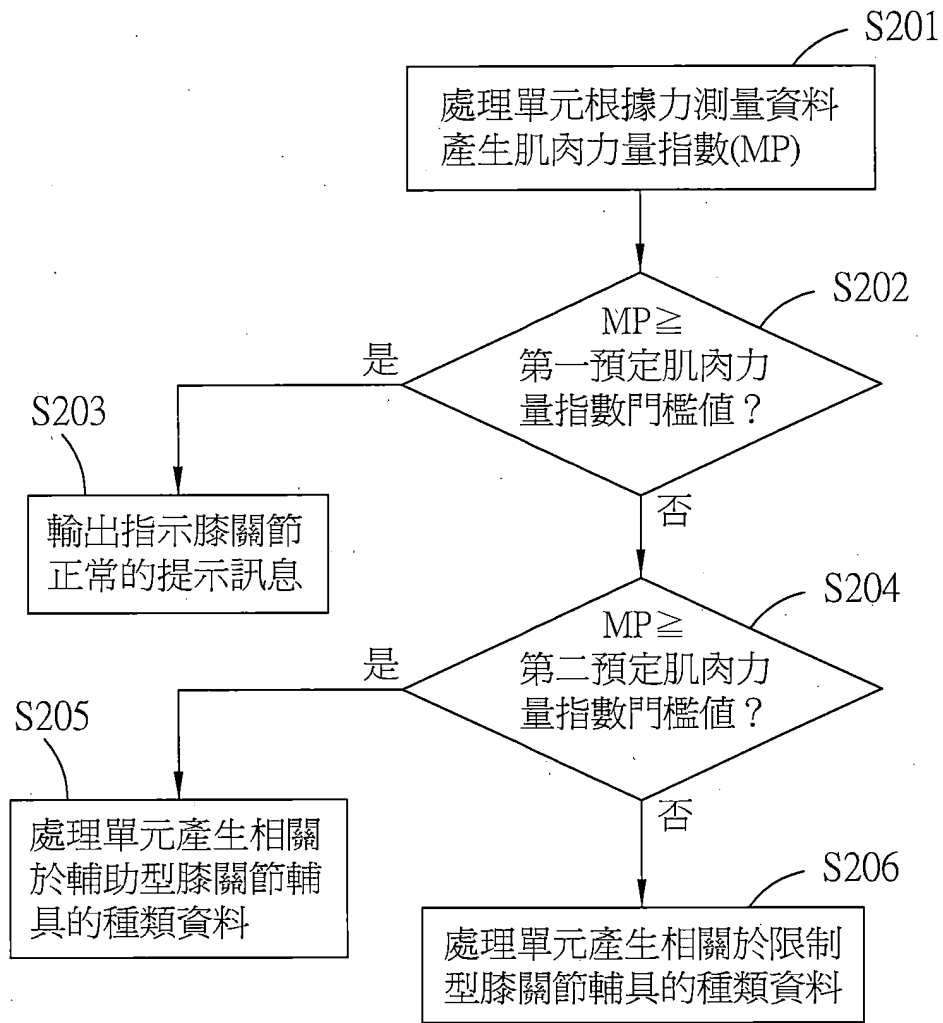 S201
處理單元根據力測量資料
產生肌肉力量指數(MP)
S202
MP≧
第一預定肌肉力
量指數門檻值？
是
S203
輸出指示膝關節
正常的提示訊息
否
S204
MP≧
第二預定肌肉力
量指數門檻值？
是
S205
處理單元產生相關
於輔助型膝關節輔
具的種類資料
否
S206
處理單元產生相關於限制
型膝關節輔具的種類資料